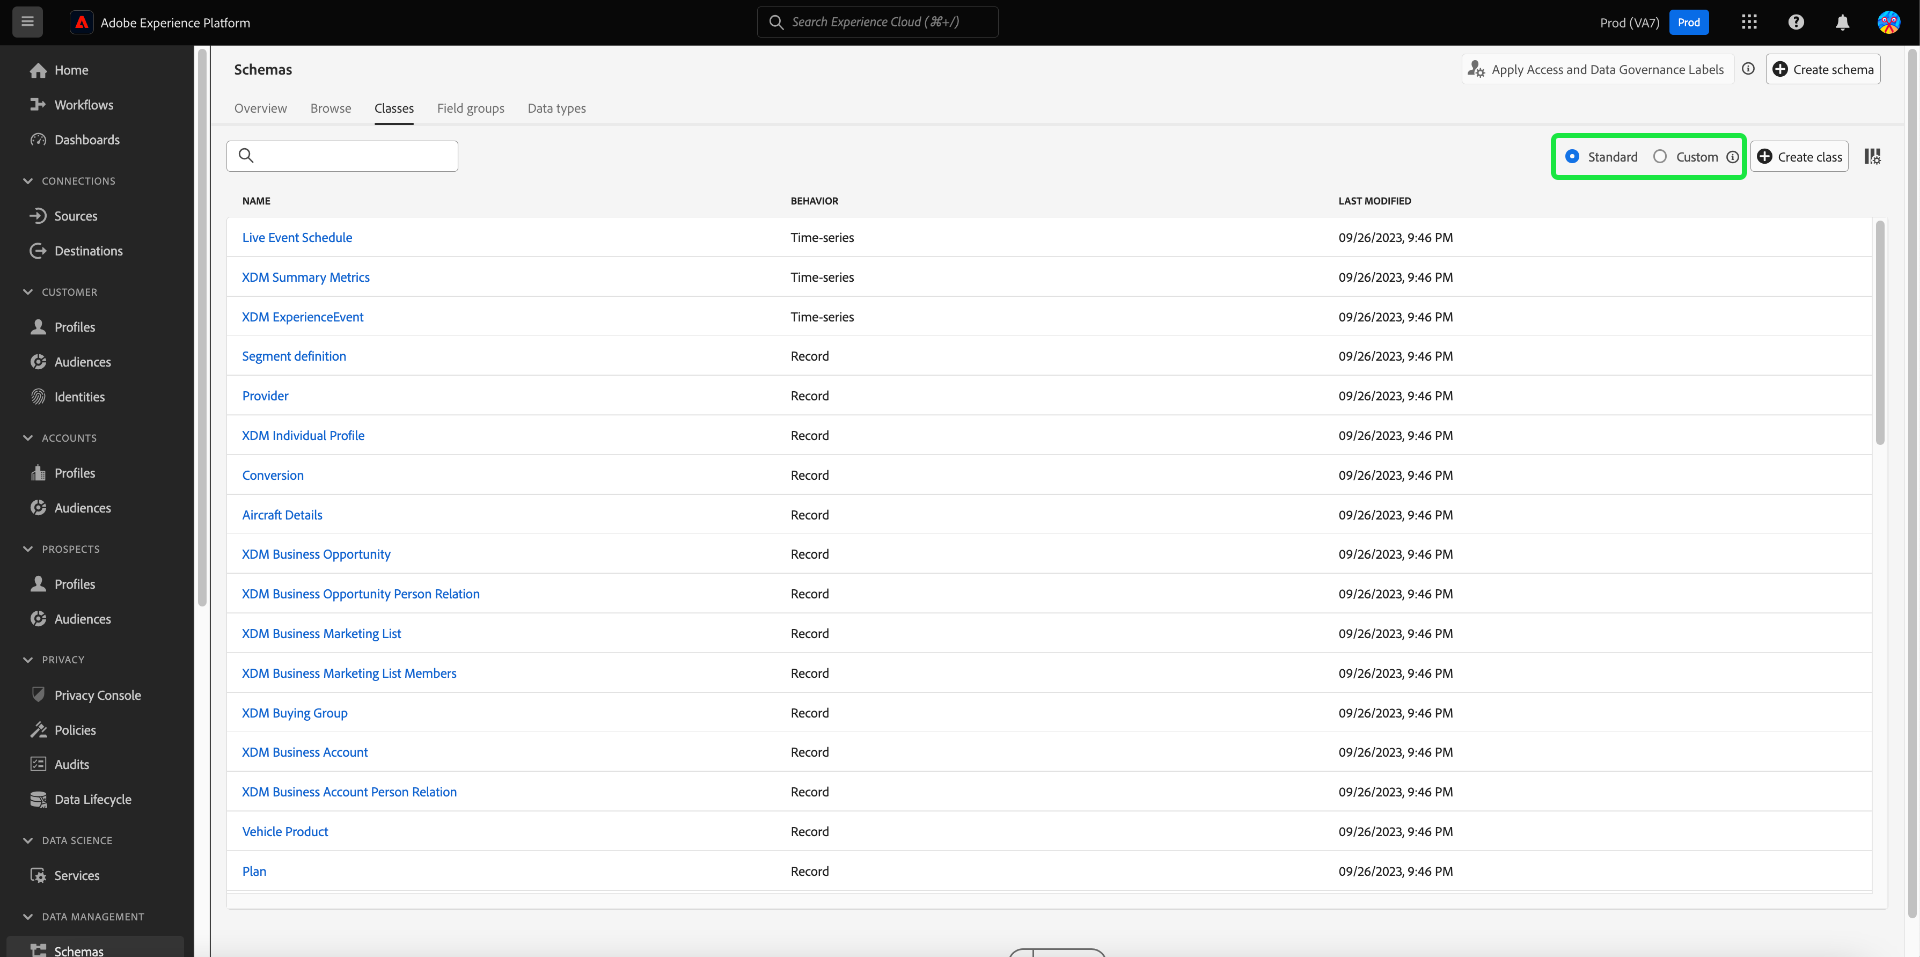 Adobe Experience Platform
Search Experience Cloud (⌘+/)
Prod (VA7)
Prod
Home
Workflows
Dashboards
CONNECTIONS
Sources
Destinations
CUSTOMER
Profiles
Audiences
Identities
ACCOUNTS
Profiles
Audiences
PROSPECTS
Profiles
Audiences
PRIVACY
Privacy Console
Policies
Audits
Data Lifecycle
DATA SCIENCE
Services
DATA MANAGEMENT
Schemas
Schemas
Apply Access and Data Governance Labels
Create schema
Overview Browse Classes Field groups Data types
Standard Custom
Create class
NAME BEHAVIOR LAST MODIFIED
Live Event Schedule Time-series 09/26/2023, 9:46 PM
XDM Summary Metrics Time-series 09/26/2023, 9:46 PM
XDM ExperienceEvent Time-series 09/26/2023, 9:46 PM
Segment definition Record 09/26/2023, 9:46 PM
Provider Record 09/26/2023, 9:46 PM
XDM Individual Profile Record 09/26/2023, 9:46 PM
Conversion Record 09/26/2023, 9:46 PM
Aircraft Details Record 09/26/2023, 9:46 PM
XDM Business Opportunity Record 09/26/2023, 9:46 PM
XDM Business Opportunity Person Relation Record 09/26/2023, 9:46 PM
XDM Business Marketing List Record 09/26/2023, 9:46 PM
XDM Business Marketing List Members Record 09/26/2023, 9:46 PM
XDM Buying Group Record 09/26/2023, 9:46 PM
XDM Business Account Record 09/26/2023, 9:46 PM
XDM Business Account Person Relation Record 09/26/2023, 9:46 PM
Vehicle Product Record 09/26/2023, 9:46 PM
Plan Record 09/26/2023, 9:46 PM